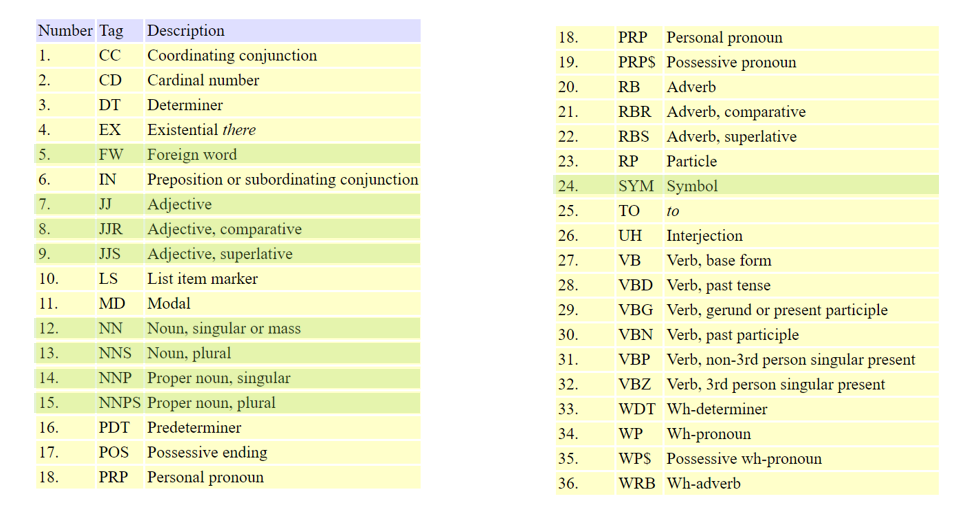 Number Tag Description
1. CC Coordinating conjunction
2. CD Cardinal number
3. DT Determiner
4. EX Existential there
5. FW Foreign word
6. IN Preposition or subordinating conjunction
7. JJ Adjective
8. JJR Adjective, comparative
9. JJS Adjective, superlative
10. LS List item marker
11. MD Modal
12. NN Noun, singular or mass
13. NNS Noun, plural
14. NNP Proper noun, singular
15. NNPS Proper noun, plural
16. PDT Predeterminer
17. POS Possessive ending
18. PRP Personal pronoun
18. PRP Personal pronoun
19. PRP$ Possessive pronoun
20. RB Adverb
21. RBR Adverb, comparative
22. RBS Adverb, superlative
23. RP Particle
24. SYM Symbol
25. TO to
26. UH Interjection
27. VB Verb, base form
28. VBD Verb, past tense
29. VBG Verb, gerund or present participle
30. VBN Verb, past participle
31. VBP Verb, non-3rd person singular present
32. VBZ Verb, 3rd person singular present
33. WDT Wh-determiner
34. WP Wh-pronoun
35. WP$ Possessive wh-pronoun
36. WRB Wh-adverb